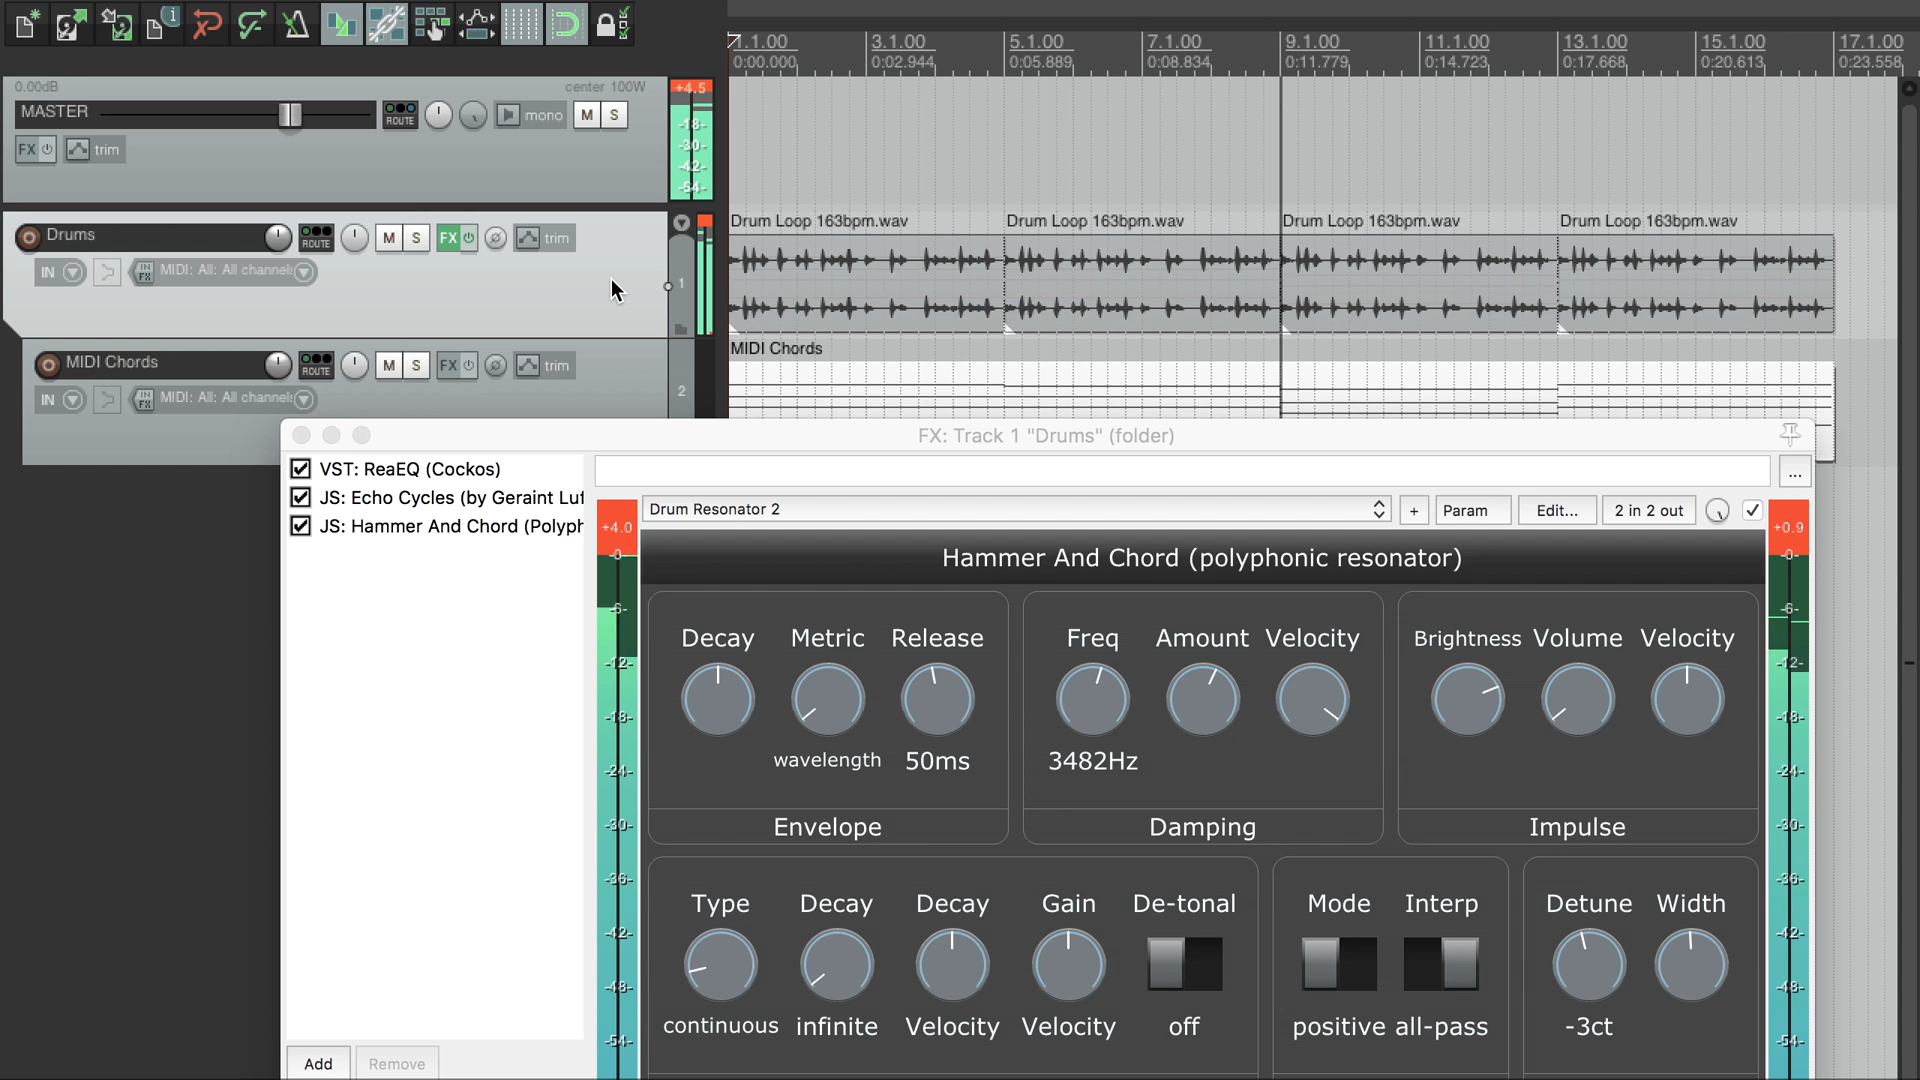 1.1.00 3.1.00 5.1.00 7.1.00 9.1.00 11.1.00 13.1.00 15.1.00 17.1.00
0:00.000 0:02.944 0:05.889 0:08.834 0:11.779 0:14.723 0:17.668 0:20.613 0:23.558
0.00dB center 100W
MASTER ROUTE mono M S
FX trim
+4.5
-18-
-30-
-42-
-54-
Drums ROUTE M S FX trim
IN IN FX MIDI: All: All channels
1
Drum Loop 163bpm.wav Drum Loop 163bpm.wav Drum Loop 163bpm.wav Drum Loop 163bpm.wav
MIDI Chords
MIDI Chords ROUTE M S FX trim
IN IN FX MIDI: All: All channels
2
FX: Track 1 "Drums" (folder)
VST: ReaEQ (Cockos)
JS: Echo Cycles (by Geraint Luf
JS: Hammer And Chord (Polyph
...
Drum Resonator 2 + Param Edit... 2 in 2 out
+4.0
-0-
-6-
-12-
-18-
-24-
-30-
-36-
-42-
-48-
-54-
+0.9
-0-
-6-
-12-
-18-
-24-
-30-
-36-
-42-
-48-
-54-
Hammer And Chord (polyphonic resonator)
Decay Metric Release
wavelength 50ms
Envelope
Freq Amount Velocity
3482Hz
Damping
Brightness Volume Velocity
Impulse
Type Decay Decay Gain De-tonal
continuous infinite Velocity Velocity off
Mode Interp
positive all-pass
Detune Width
-3ct
Add Remove